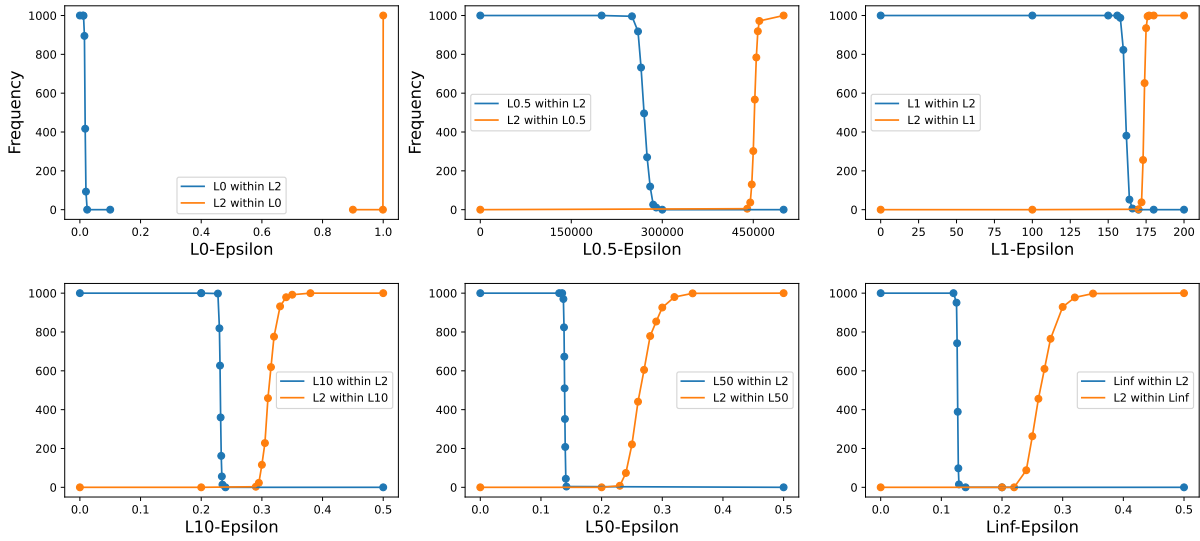 Frequency
1000
800
600
400
200
0
0.0 0.2 0.4 0.6 0.8 1.0
L0-Epsilon
L0 within L2
L2 within L0
Frequency
1000
800
600
400
200
0
0 150000 300000 450000
L0.5-Epsilon
L0.5 within L2
L2 within L0.5
1000
800
600
400
200
0
0 25 50 75 100 125 150 175 200
L1-Epsilon
L1 within L2
L2 within L1
1000
800
600
400
200
0
0.0 0.1 0.2 0.3 0.4 0.5
L10-Epsilon
L10 within L2
L2 within L10
1000
800
600
400
200
0
0.0 0.1 0.2 0.3 0.4 0.5
L50-Epsilon
L50 within L2
L2 within L50
1000
800
600
400
200
0
0.0 0.1 0.2 0.3 0.4 0.5
Linf-Epsilon
Linf within L2
L2 within Linf